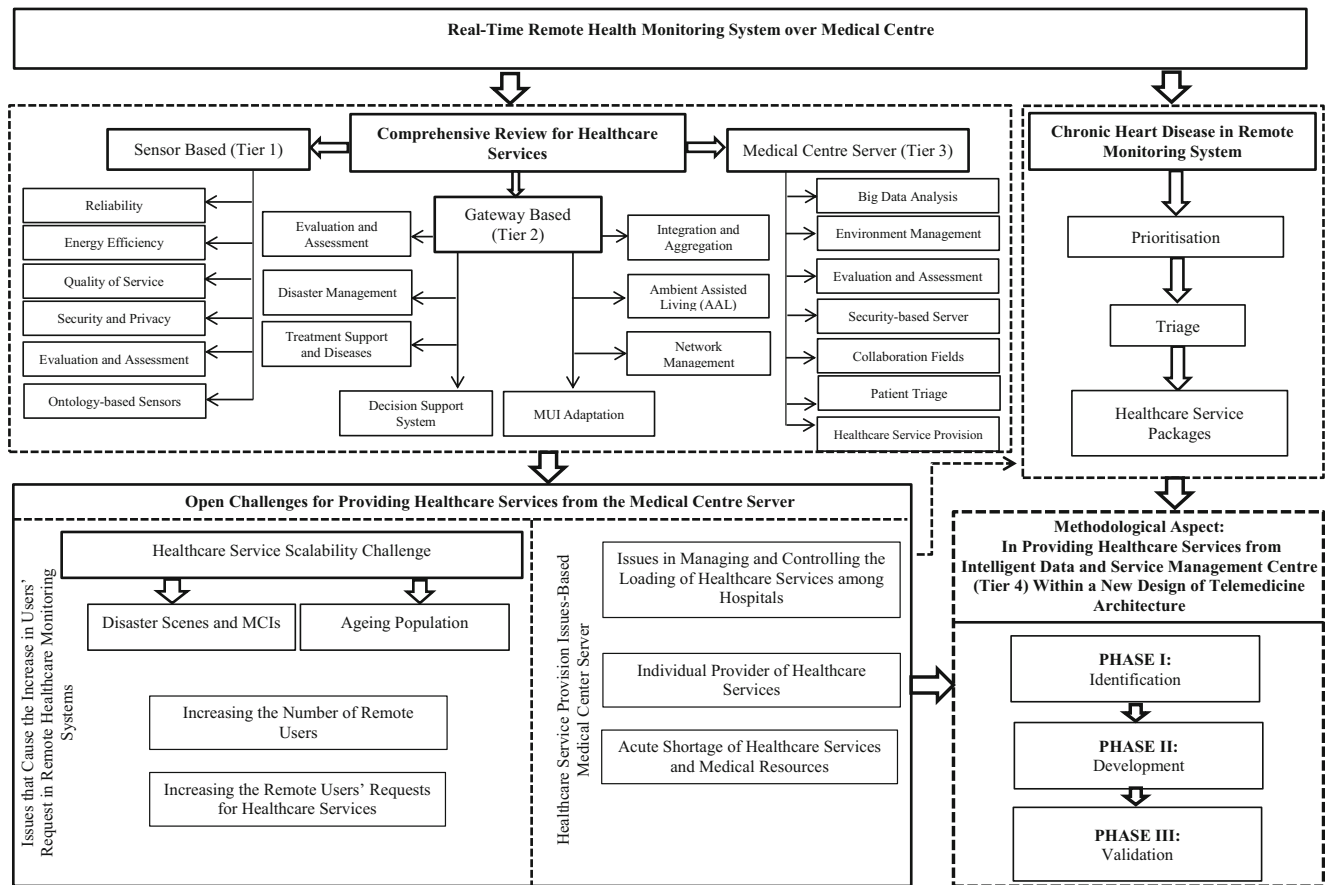 Real-Time Remote Health Monitoring System over Medical Centre
Comprehensive Review for Healthcare
Services
Sensor Based (Tier 1)
Reliability
Energy Efficiency
Quality of Service
Security and Privacy
Evaluation and Assessment
Ontology-based Sensors
Gateway Based
(Tier 2)
Evaluation and
Assessment
Disaster Management
Treatment Support
and Diseases
Decision Support
System
MUI Adaptation
Integration and
Aggregation
Ambient Assisted
Living (AAL)
Network
Management
Medical Centre Server (Tier 3)
Big Data Analysis
Environment Management
Evaluation and Assessment
Security-based Server
Collaboration Fields
Patient Triage
Healthcare Service Provision
Chronic Heart Disease in Remote
Monitoring System
Prioritisation
Triage
Healthcare Service
Packages
Open Challenges for Providing Healthcare Services from the Medical Centre Server
Issues that Cause the Increase in Users'
Request in Remote Healthcare Monitoring
Systems
Healthcare Service Scalability Challenge
Disaster Scenes and MCIs
Ageing Population
Increasing the Number of Remote
Users
Increasing the Remote Users' Requests
for Healthcare Services
Healthcare Service Provision Issues-Based
Medical Center Server
Issues in Managing and Controlling the
Loading of Healthcare Services among
Hospitals
Individual Provider of Healthcare
Services
Acute Shortage of Healthcare Services
and Medical Resources
Methodological Aspect:
In Providing Healthcare Services from
Intelligent Data and Service Management Centre
(Tier 4) Within a New Design of Telemedicine
Architecture
PHASE I:
Identification
PHASE II:
Development
PHASE III:
Validation